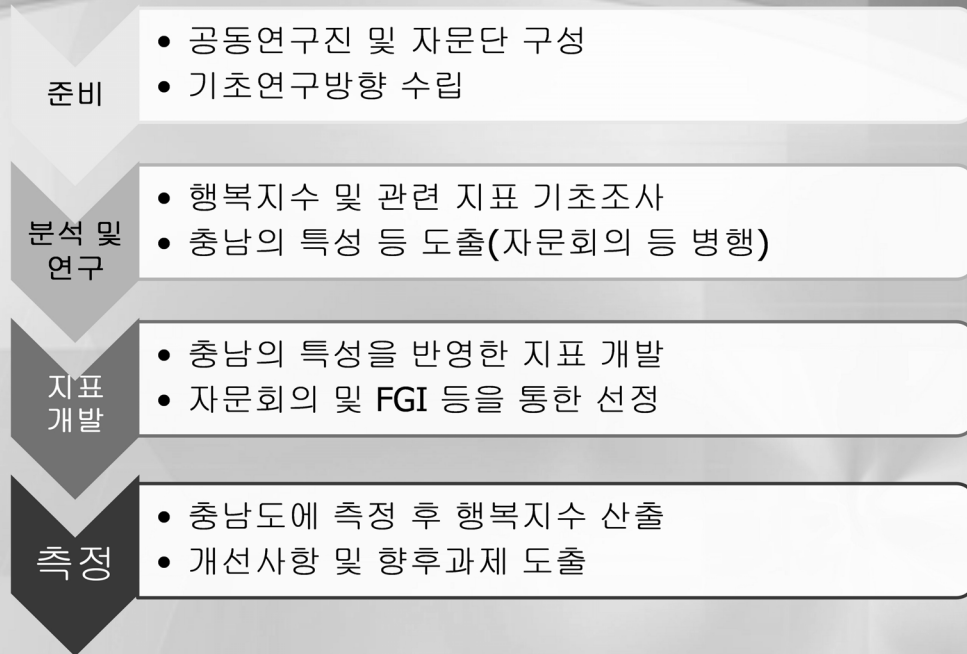 준비
• 공동연구진 및 자문단 구성
• 기초연구방향 수립
분석 및
연구
• 행복지수 및 관련 지표 기초조사
• 충남의 특성 등 도출(자문회의 등 병행)
지표
개발
• 충남의 특성을 반영한 지표 개발
• 자문회의 및 FGI 등을 통한 선정
측정
• 충남도에 측정 후 행복지수 산출
• 개선사항 및 향후과제 도출